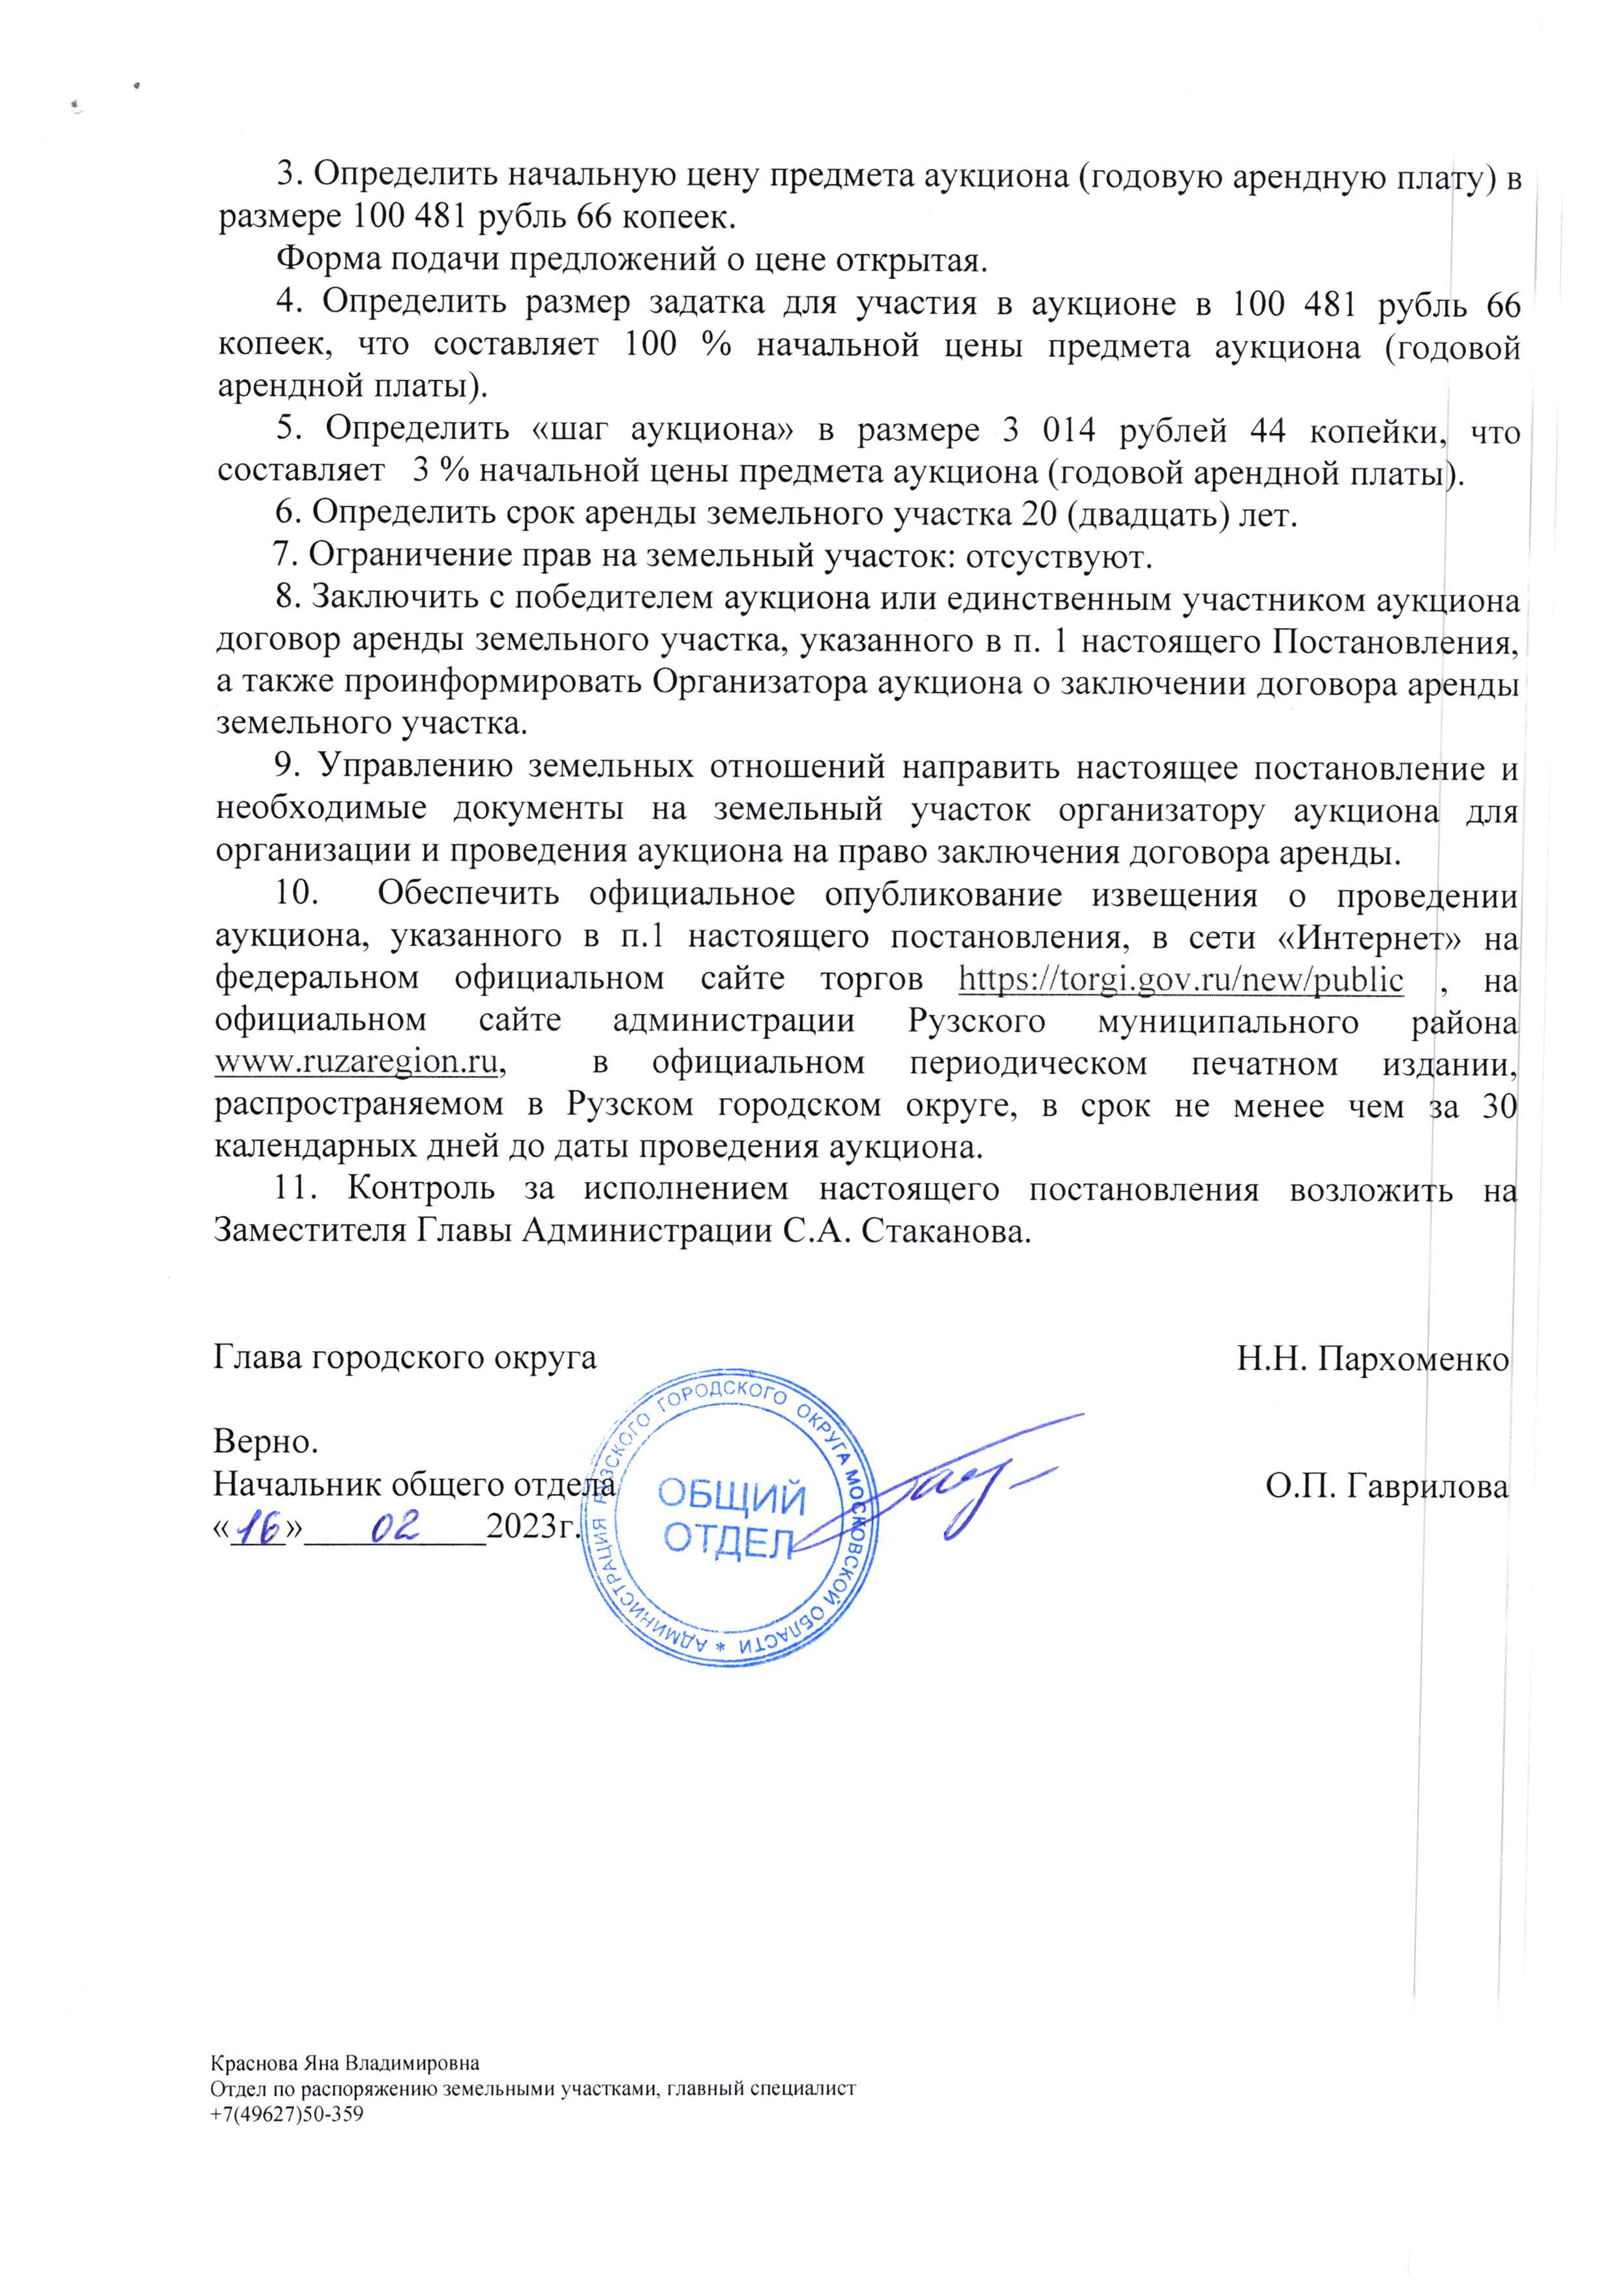 3. Определить начальную цену предмета аукциона (годовую арендную плату) в
размере 100 481 рубль 66 копеек.
Форма подачи предложений о цене открытая.
4. Определить размер задатка для участия в аукционе в 100 481 рубль 66
копеек, что составляет 100 % начальной цены предмета аукциона (годовой
арендной платы).
5. Определить «шаг аукциона» в размере 3 014 рублей 44 копейки, что
составляет 3 % начальной цены предмета аукциона (годовой арендной платы).
6. Определить срок аренды земельного участка 20 (двадцать) лет.
7. Ограничение прав на земельный участок: отсуствуют.
8. Заключить с победителем аукциона или единственным участником аукциона
договор аренды земельного участка, указанного в п. 1 настоящего Постановления,
а также проинформировать Организатора аукциона о заключении договора аренды
земельного участка.
9. Управлению земельных отношений направить настоящее постановление и
необходимые документы на земельный участок организатору аукциона для
организации и проведения аукциона на право заключения договора аренды.
10. Обеспечить официальное опубликование извещения о проведении
аукциона, указанного в п.1 настоящего постановления, в сети «Интернет» на
федеральном официальном сайте торгов https://torgi.gov.ru/new/public , на
официальном сайте администрации Рузского муниципального района
www.ruzaregion.ru, в официальном периодическом печатном издании,
распространяемом в Рузском городском округе, в срок не менее чем за 30
календарных дней до даты проведения аукциона.
11. Контроль за исполнением настоящего постановления возложить на
Заместителя Главы Администрации С.А. Стаканова.
Глава городского округа Н.Н. Пархоменко
Верно.
Начальник общего отдела О.П. Гаврилова
«16» 02 2023г.
АДМИНИСТРАЦИЯ РУЗСКОГО ГОРОДСКОГО ОКРУГА МОСКОВСКОЙ ОБЛАСТИ *
ОБЩИЙ
ОТДЕЛ
Краснова Яна Владимировна
Отдел по распоряжению земельными участками, главный специалист
+7(49627)50-359